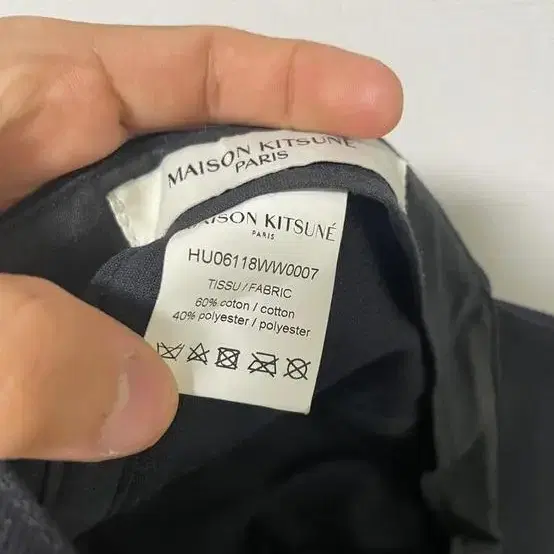 MAISON KITSUNÉ
PARIS
MAISON KITSUNÉ
PARIS
HU06118WW0007
TISSU / FABRIC
60% coton / cotton
40% polyester / polyester